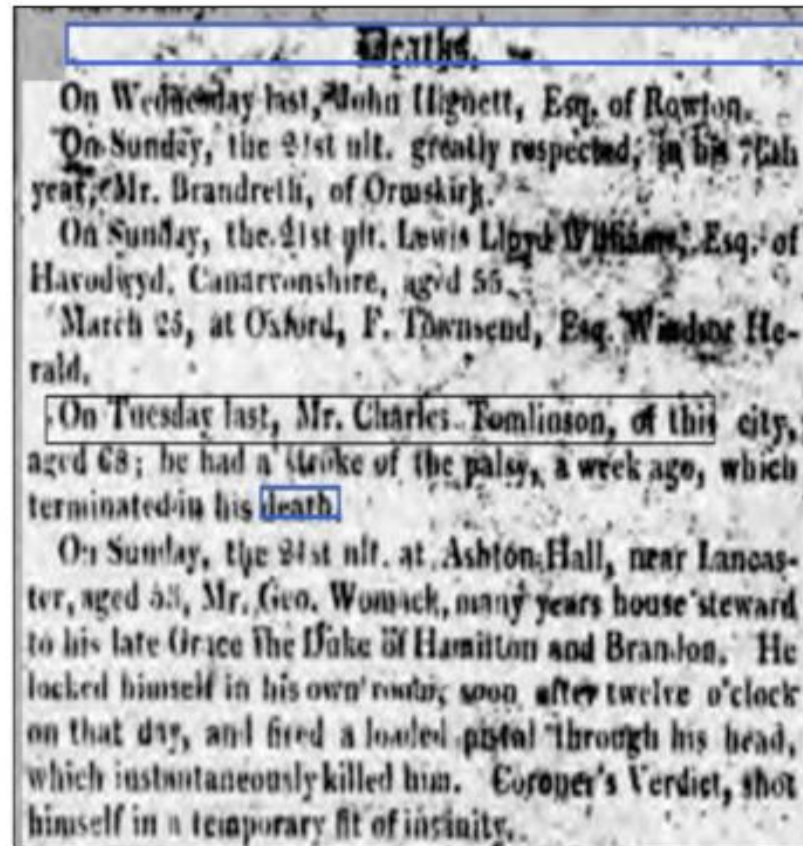 Deaths.
On Wednesday last, John Hignett, Esq. of Rowton.
On Sunday, the 21st ult. greatly respected, in his 76th
year, Mr. Brandreth, of Ormskirk.
On Sunday, the 21st ult. Lewis Lloyd Williams, Esq. of
Havodwyd, Canarvonshire, aged 55.
March 25, at Oxford, F. Townsend, Esq. Windsor He-
rald.
On Tuesday last, Mr. Charles Tomlinson, of this city,
aged 68; he had a stroke of the palsy, a week ago, which
terminated in his death.
On Sunday, the 21st ult. at Ashton Hall, near Lancas-
ter, aged 53, Mr. Geo. Womack, many years house steward
to his late Grace the Duke of Hamilton and Brandon. He
locked himself in his own room, soon after twelve o'clock
on that day, and fired a loaded pistol through his head,
which instantaneously killed him. Coroner's Verdict, shot
himself in a temporary fit of insanity.